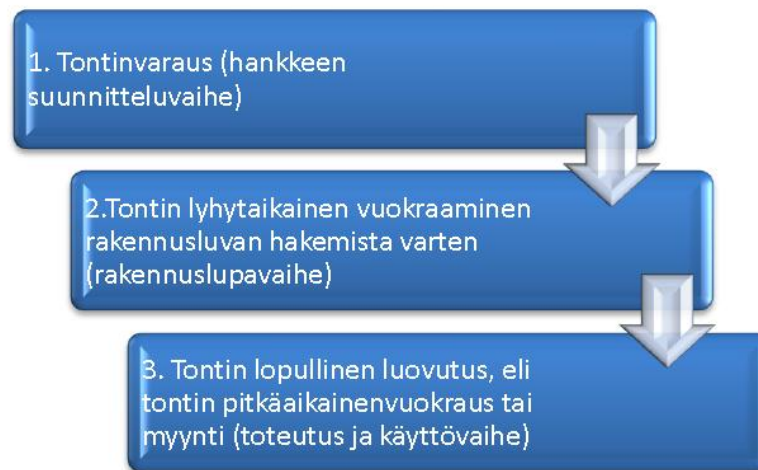 1. Tontinvaraus (hankkeen
suunnitteluvaihe)
2.Tontin lyhytaikainen vuokraaminen
rakennusluvan hakemista varten
(rakennuslupavaihe)
3. Tontin lopullinen luovutus, eli
tontin pitkäaikainenvuokraus tai
myynti (toteutus ja käyttövaihe)